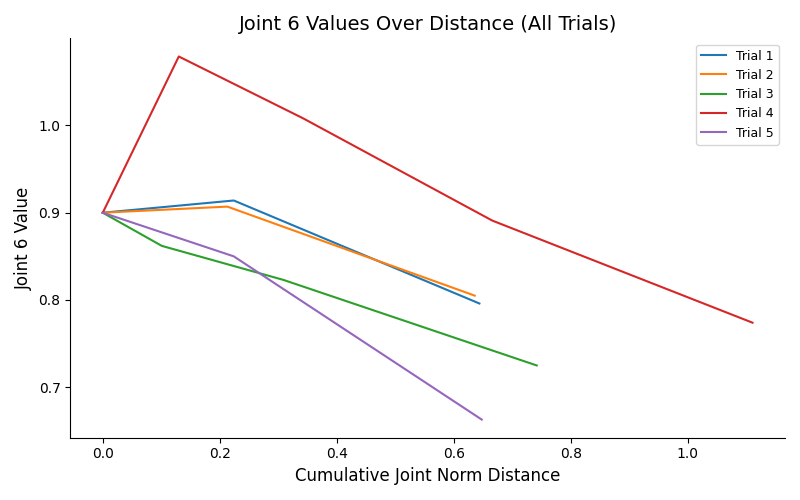 Joint 6 Values Over Distance (All Trials)
Trial 1
Trial 2
Trial 3
Trial 4
Trial 5
Joint 6 Value
1.0
0.9
0.8
0.7
0.0 0.2 0.4 0.6 0.8 1.0
Cumulative Joint Norm Distance